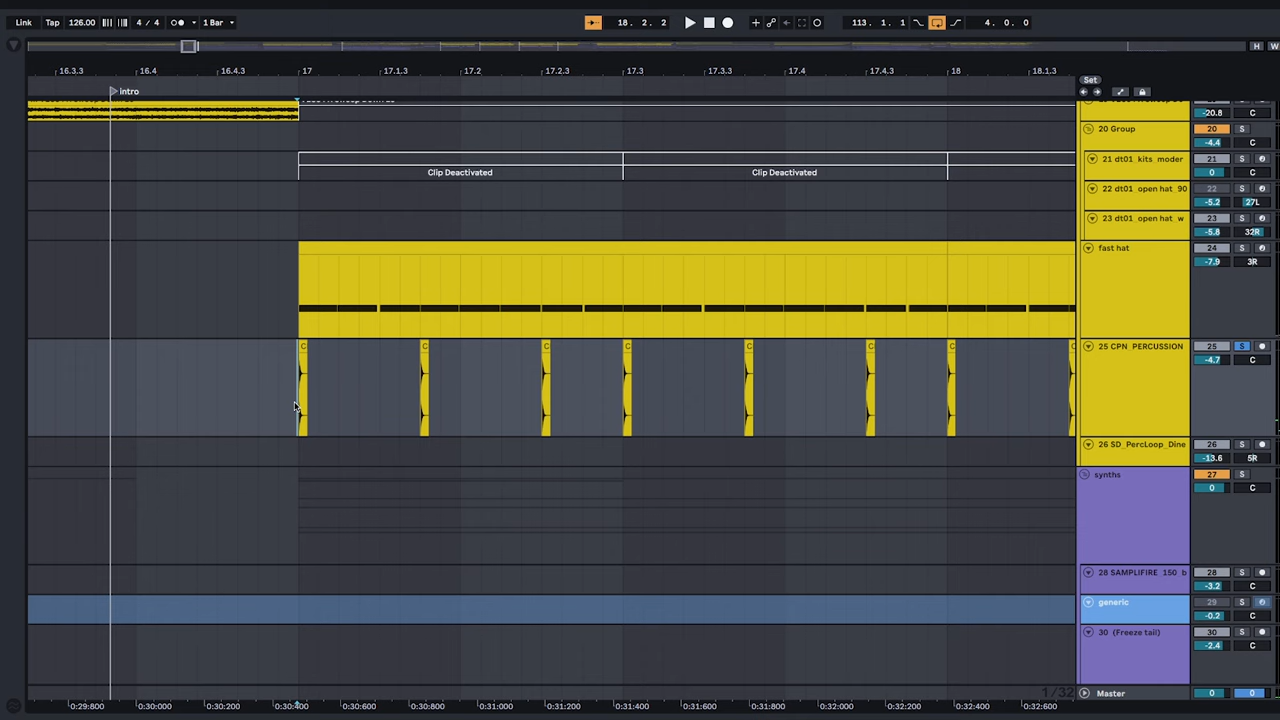 Link Tap 126.00 4 / 4 1 Bar 18. 2. 2 113. 1. 1 4. 0. 0
H W
16.3.3 16.4 16.4.3 17 17.1.3 17.2 17.2.3 17.3 17.3.3 17.4 17.4.3 18 18.1.3
Set
intro
-20.8 C
20 Group 20 S
-4.4 C
21 dt01_kits_moder 21 S
Clip Deactivated Clip Deactivated 0 C
22 dt01_open hat_90 22 S
-5.2 27L
23 dt01_open hat_w 23 S
-5.8 32R
fast hat 24 S
-7.9 3R
C C C C C C C C
25 CPN_PERCUSSION 25 S
-4.7 C
26 SD_PercLoop_Dine 26 S
-13.6 5R
synths 27 S
0 C
28 SAMPLIFIRE_150_b 28 S
-3.2 C
generic 29 S
-0.2 C
30 (Freeze tail) 30 S
-2.4 C
1/32
Master 0 0
0:29:800 0:30:000 0:30:200 0:30:400 0:30:600 0:30:800 0:31:000 0:31:200 0:31:400 0:31:600 0:31:800 0:32:000 0:32:200 0:32:400 0:32:600